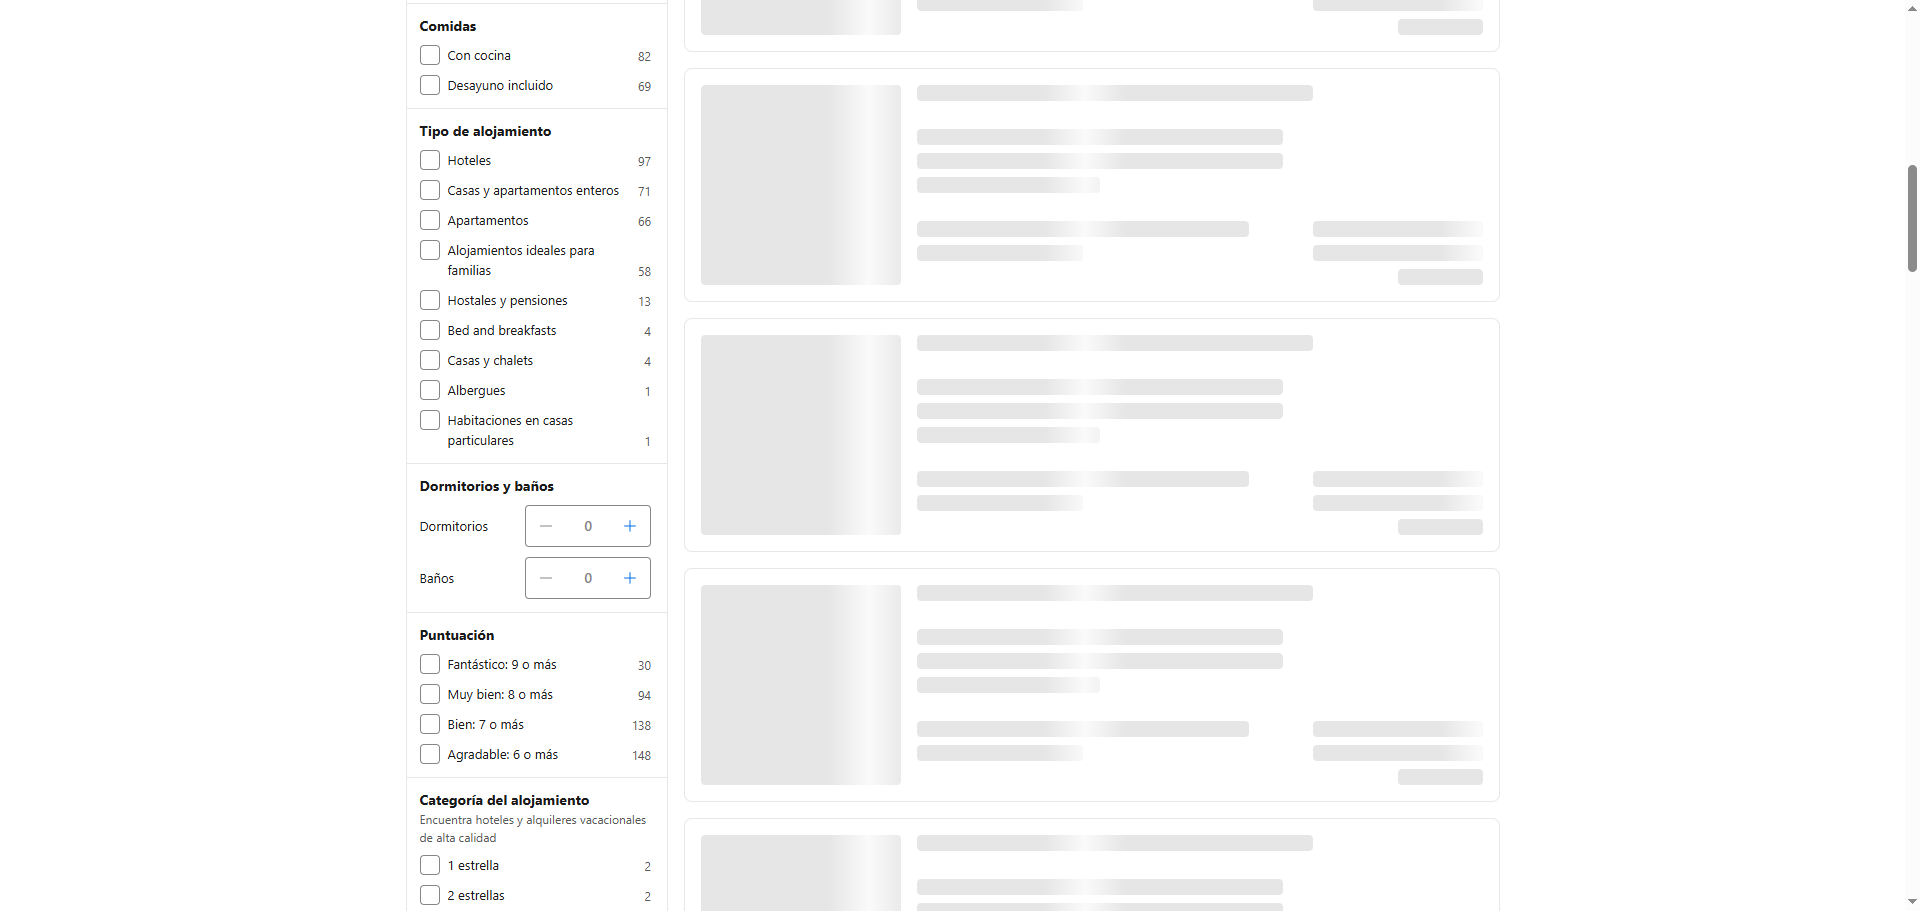 Comidas
Con cocina 82
Desayuno incluido 69
Tipo de alojamiento
Hoteles 97
Casas y apartamentos enteros 71
Apartamentos 66
Alojamientos ideales para
familias 58
Hostales y pensiones 13
Bed and breakfasts 4
Casas y chalets 4
Albergues 1
Habitaciones en casas
particulares 1
Dormitorios y baños
Dormitorios 0
Baños 0
Puntuación
Fantástico: 9 o más 30
Muy bien: 8 o más 94
Bien: 7 o más 138
Agradable: 6 o más 148
Categoría del alojamiento
Encuentra hoteles y alquileres vacacionales
de alta calidad
1 estrella 2
2 estrellas 2